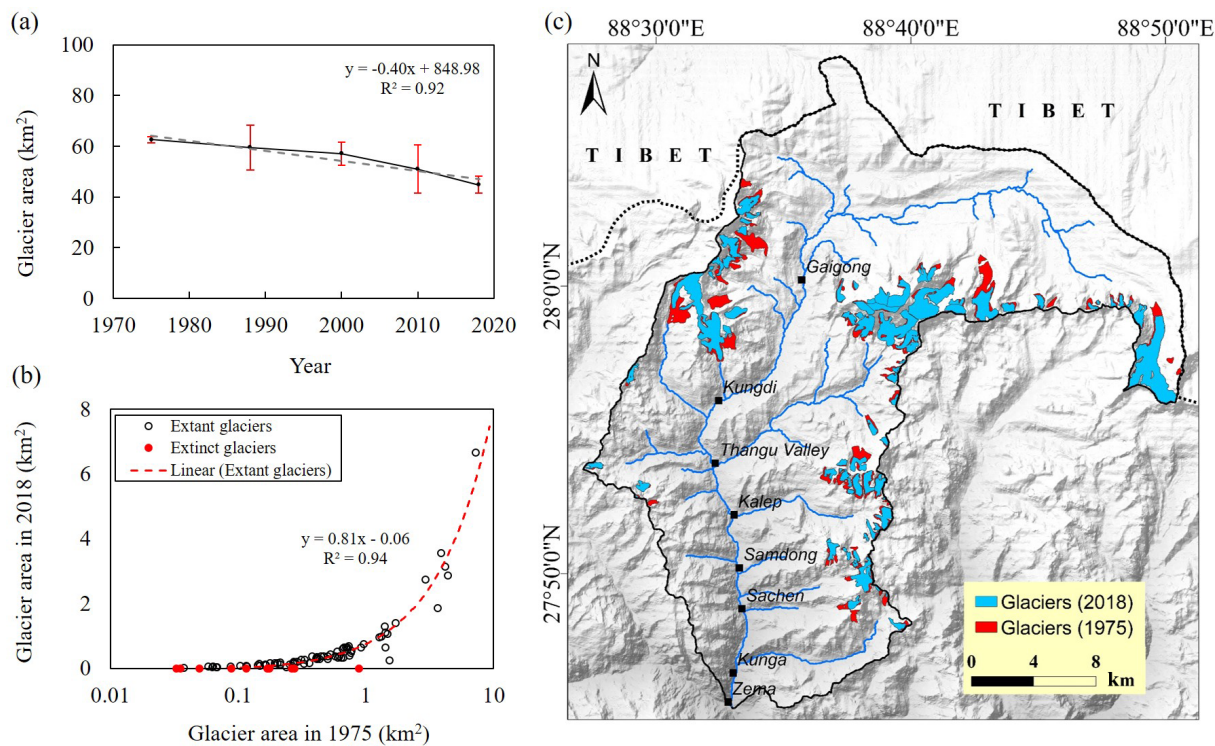 (a)
100
80
60
40
20
0
Glacier area (km²)
y = -0.40x + 848.98
R² = 0.92
1970 1980 1990 2000 2010 2020
Year
(b)
8
6
4
2
0
Glacier area in 2018 (km²)
Extant glaciers
Extinct glaciers
Linear (Extant glaciers)
y = 0.81x - 0.06
R² = 0.94
0.01 0.1 1 10
Glacier area in 1975 (km²)
(c)
88°30'0"E 88°40'0"E 88°50'0"E
N
TIBET
TIBET
28°0'0"N
27°50'0"N
Gaigong
Kungdi
Thangu Valley
Kalep
Samdong
Sachen
Kunga
Zema
Glaciers (2018)
Glaciers (1975)
0 4 8
km